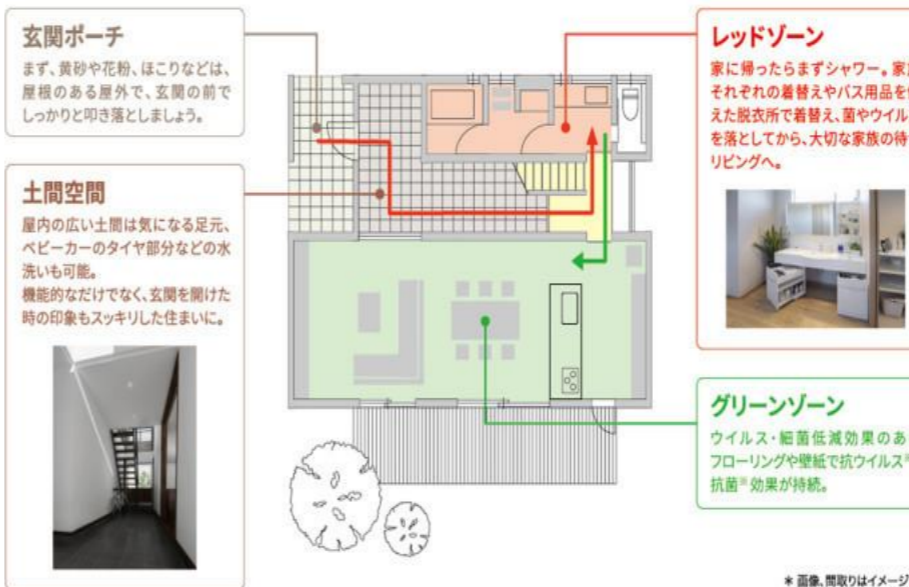 玄関ポーチ
まず、黄砂や花粉、ほこりなどは、
屋根のある屋外で、玄関の前で
しっかりと叩き落としましょう。
土間空間
屋内の広い土間は気になる足元、
ベビーカーのタイヤ部分などの水
洗いも可能。
機能的なだけでなく、玄関を開けた
時の印象もスッキリした住まいに。
レッドゾーン
家に帰ったらまずシャワー。家
それぞれの着替えやバス用品を
えた脱衣所で着替え、菌やウイル
を落としてから、大切な家族の待
リビングへ。
グリーンゾーン
ウイルス・細菌低減効果のあ
フローリングや壁紙で抗ウイルス※
抗菌※効果が持続。
＊画像、間取りはイメージ